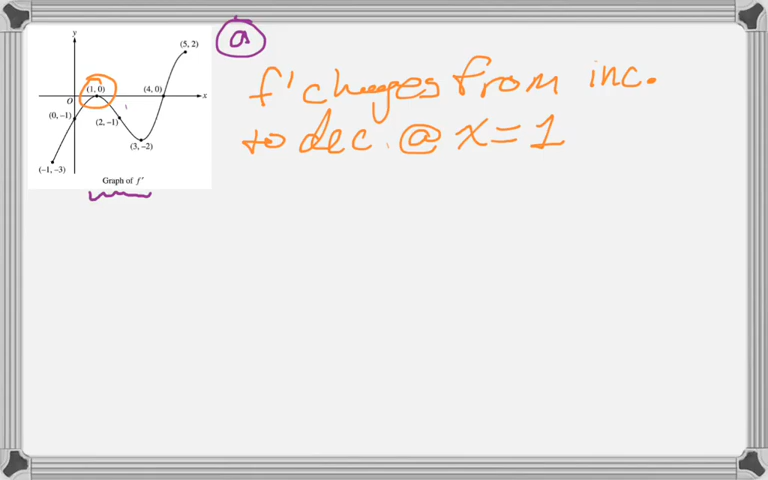 y
(5, 2)
a
(1, 0)
(4, 0)
x
O
(0, -1)
(2, -1)
(3, -2)
(-1, -3)
Graph of f'
f' changes from inc.
to dec. @ x = 1